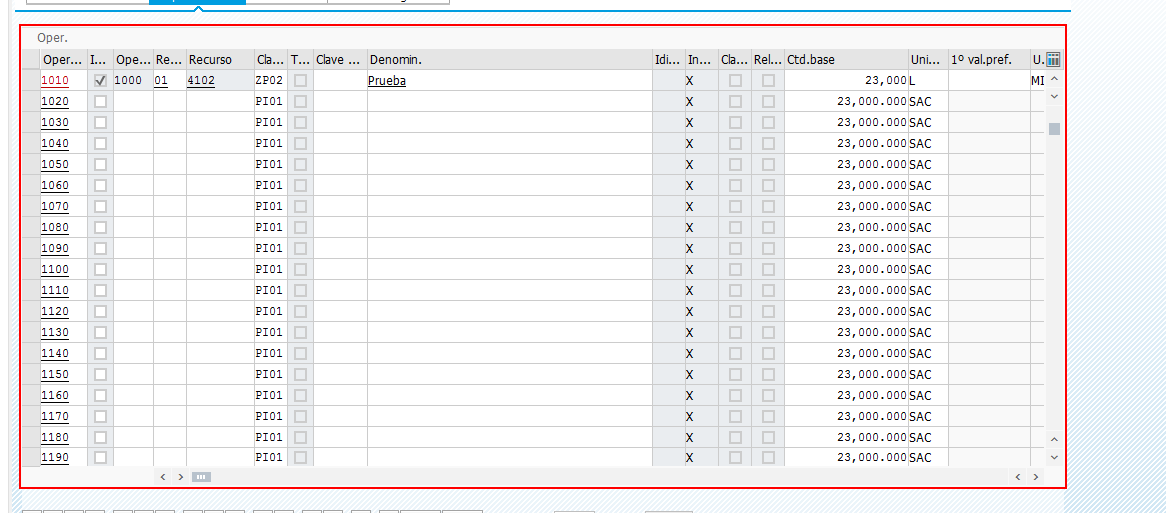 Oper.
Oper... I... Ope... Re... Recurso Cla... T... Clave ... Denomin. Idi... In... Cla... Rel... Ctd.base Uni... 1º val.pref. U.
1010 1000 01 4102 ZP02 Prueba X 23,000 L MI
1020 PI01 X 23,000.000 SAC
1030 PI01 X 23,000.000 SAC
1040 PI01 X 23,000.000 SAC
1050 PI01 X 23,000.000 SAC
1060 PI01 X 23,000.000 SAC
1070 PI01 X 23,000.000 SAC
1080 PI01 X 23,000.000 SAC
1090 PI01 X 23,000.000 SAC
1100 PI01 X 23,000.000 SAC
1110 PI01 X 23,000.000 SAC
1120 PI01 X 23,000.000 SAC
1130 PI01 X 23,000.000 SAC
1140 PI01 X 23,000.000 SAC
1150 PI01 X 23,000.000 SAC
1160 PI01 X 23,000.000 SAC
1170 PI01 X 23,000.000 SAC
1180 PI01 X 23,000.000 SAC
1190 PI01 X 23,000.000 SAC